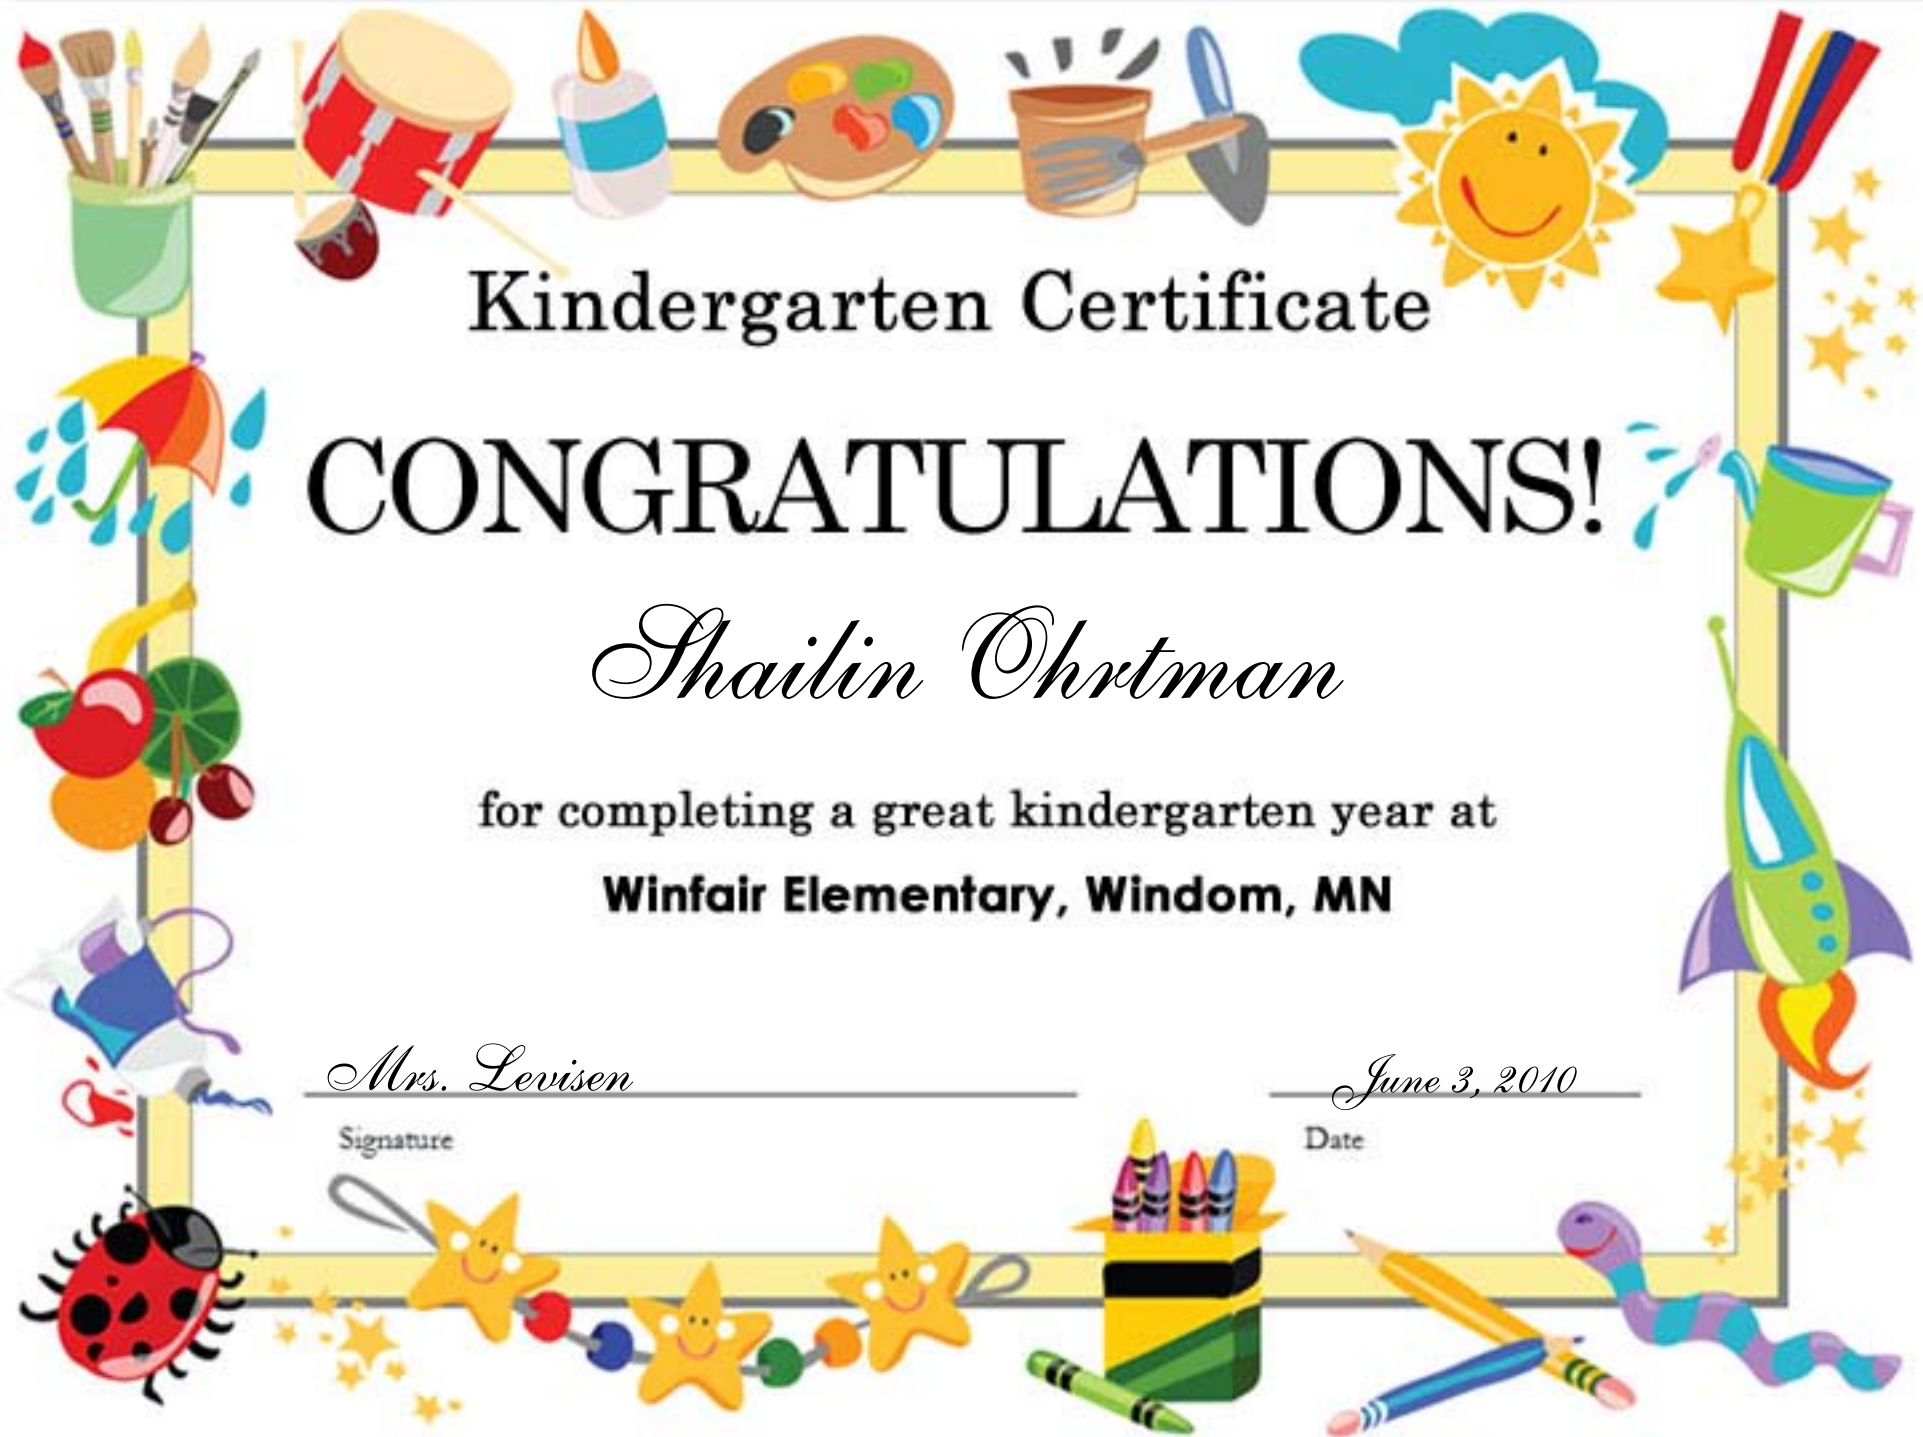 Kindergarten Certificate
CONGRATULATIONS!
Shailin Ohrtman
for completing a great kindergarten year at
Winfair Elementary, Windom, MN
Mrs. Levisen June 3, 2010
Signature Date